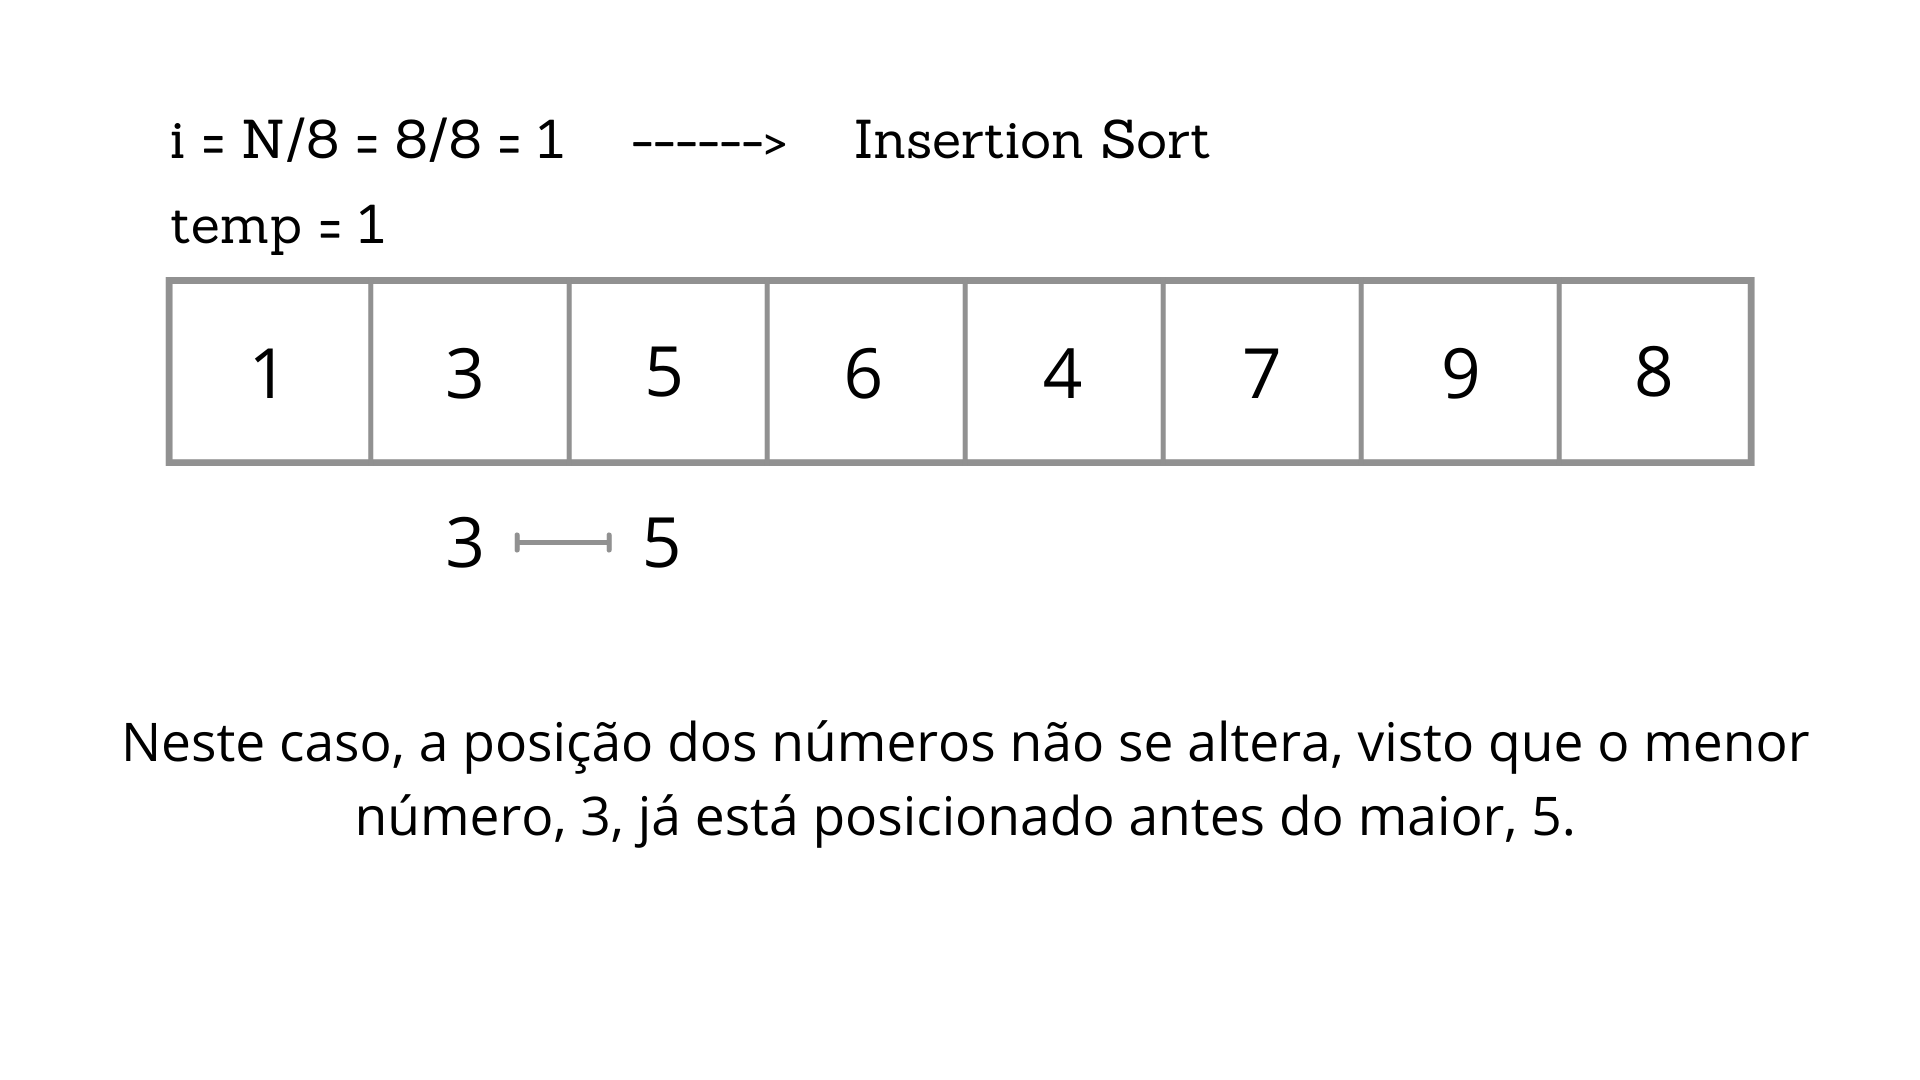 i = N/8 = 8/8 = 1 ------> Insertion Sort
temp = 1
1 3 5 6 4 7 9 8
3 5
Neste caso, a posição dos números não se altera, visto que o menor
número, 3, já está posicionado antes do maior, 5.